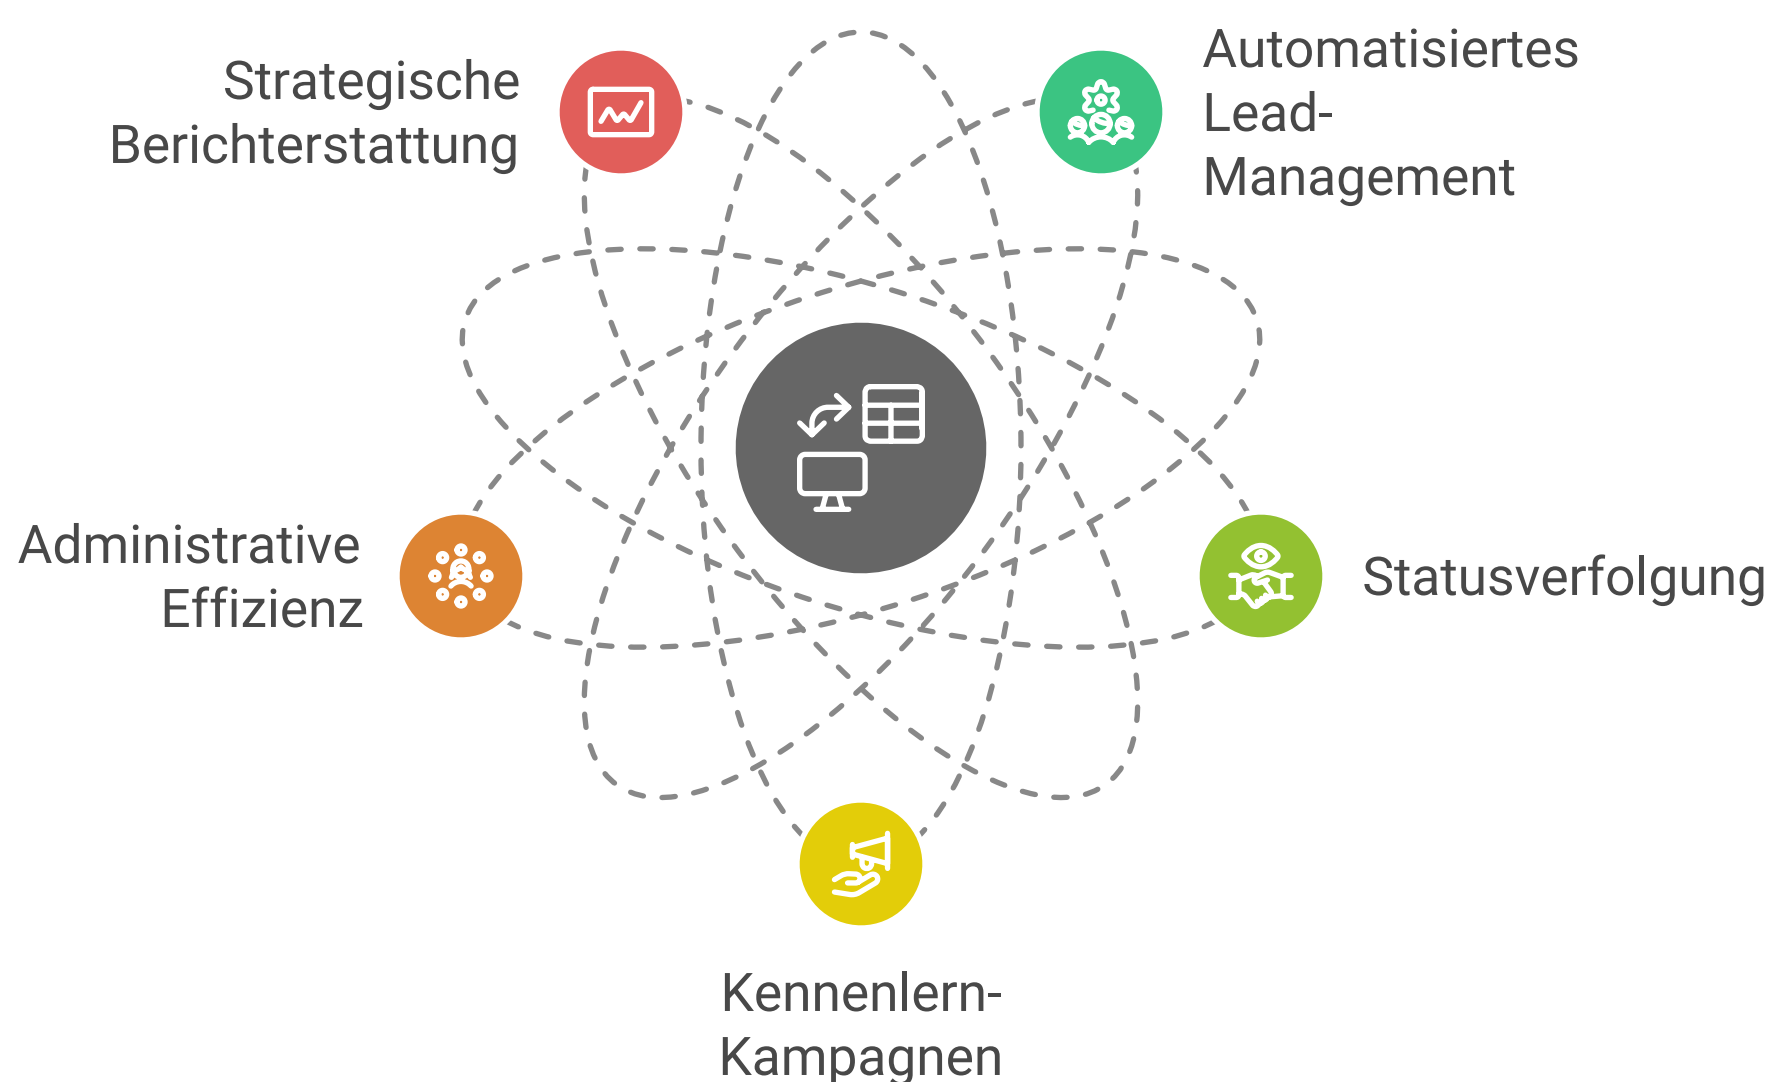 Strategische
Berichterstattung
Automatisiertes
Lead-
Management
Administrative
Effizienz
Statusverfolgung
Kennenlern-
Kampagnen